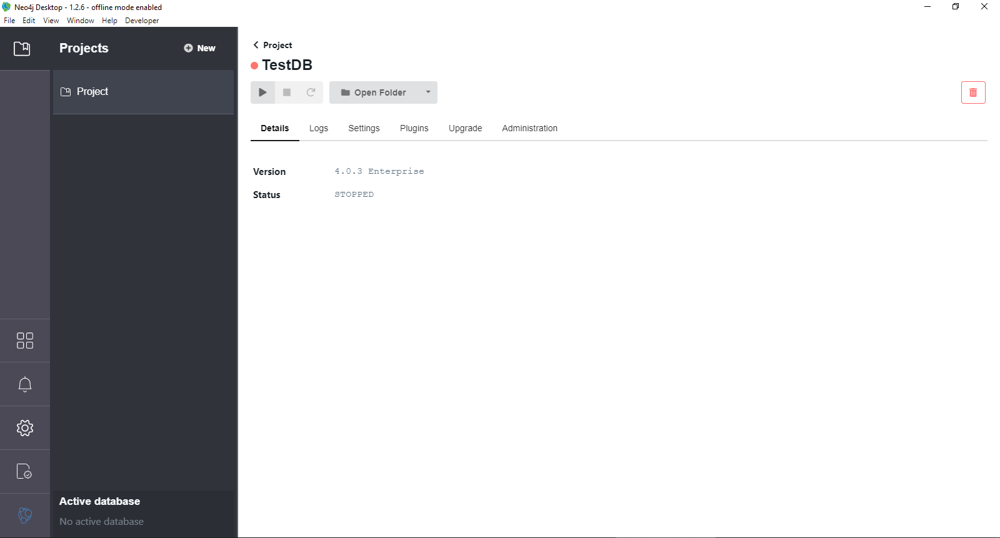 Neo4j Desktop - 1.2.6 - offline mode enabled
File Edit View Window Help Developer
Projects
New
Project
Active database
No active database
Project
TestDB
Open Folder
Details Logs Settings Plugins Upgrade Administration
Version 4.0.3 Enterprise
Status STOPPED